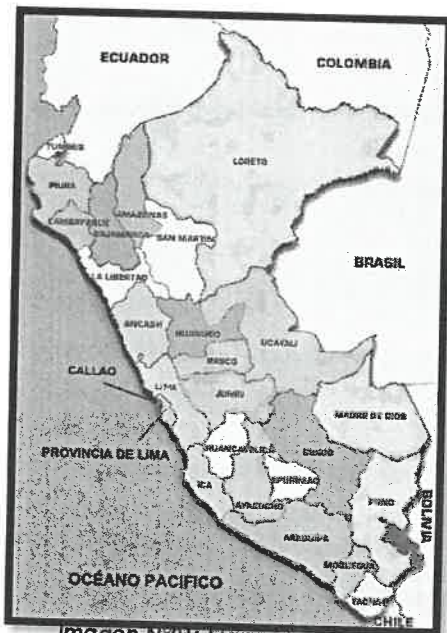 ECUADOR
COLOMBIA
TUMBES
LORETO
PIURA
AMAZONAS
LAMBAYEQUE
CAJAMARCA
SAN MARTIN
BRASIL
LA LIBERTAD
ANCASH
HUANUCO
UCAYALI
PASCO
CALLAO
LIMA
JUNIN
MADRE DE DIOS
PROVINCIA DE LIMA
HUANCAVELICA
CUSCO
ICA
APURIMAC
AYACUCHO
PUNO
BOLIVIA
AREQUIPA
MOQUEGUA
OCÉANO PACIFICO
TACNA
CHILE
Imagen